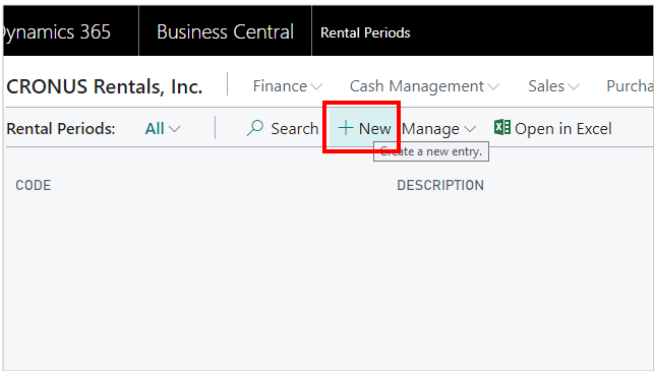 ynamics 365 Business Central Rental Periods
CRONUS Rentals, Inc. Finance Cash Management Sales Purcha
Rental Periods: All Search + New Manage Open in Excel
Create a new entry.
CODE DESCRIPTION